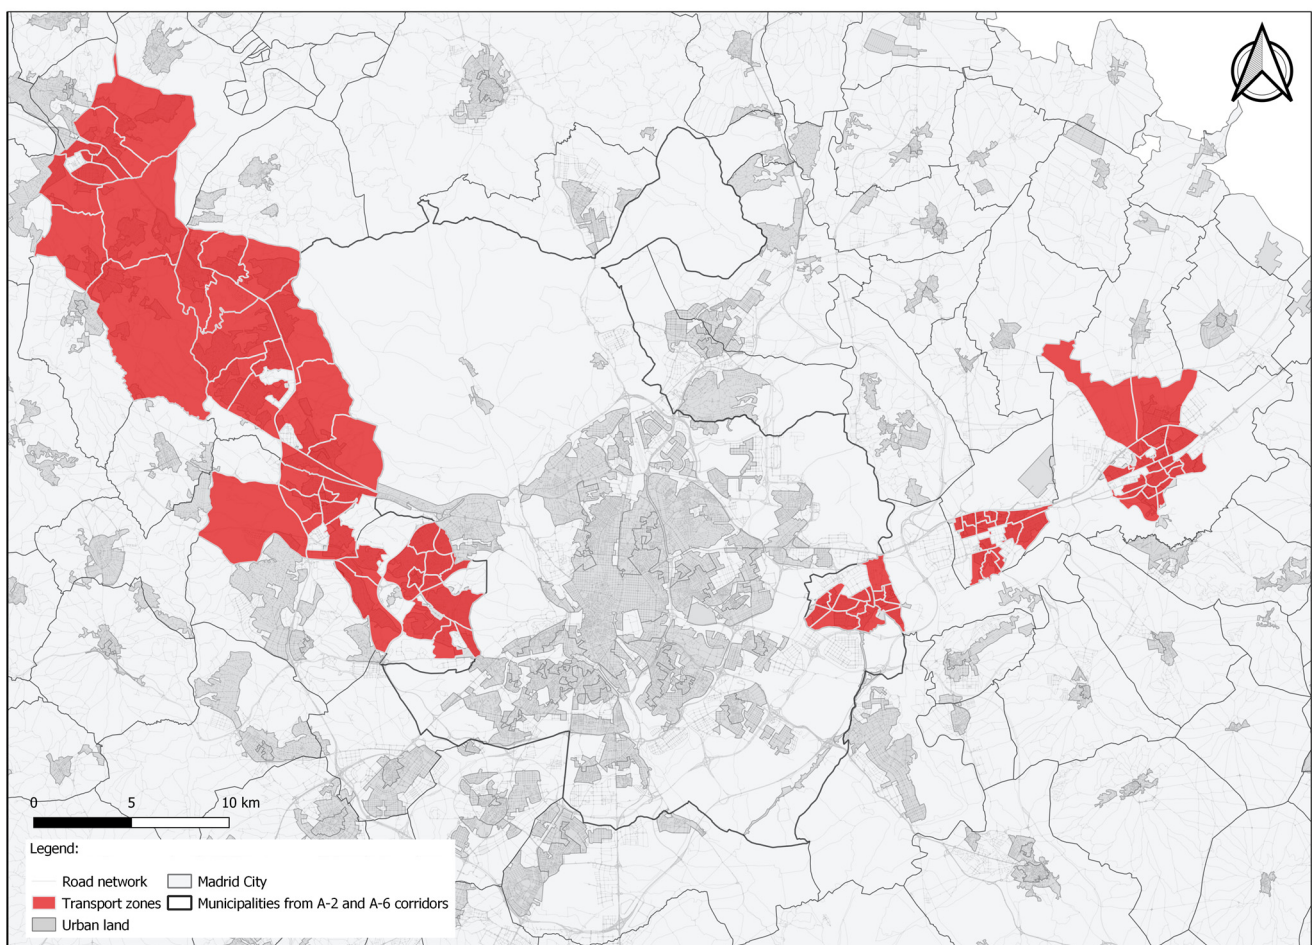 0 5 10 km
Legend:
Road network Madrid City
Transport zones Municipalities from A-2 and A-6 corridors
Urban land